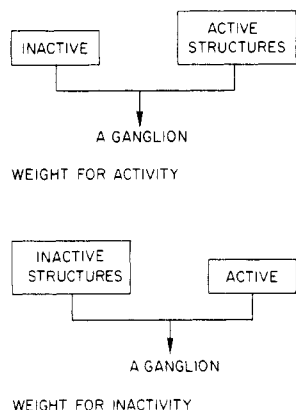 INACTIVE
ACTIVE
STRUCTURES
A GANGLION
WEIGHT FOR ACTIVITY
INACTIVE
STRUCTURES
ACTIVE
A GANGLION
WEIGHT FOR INACTIVITY